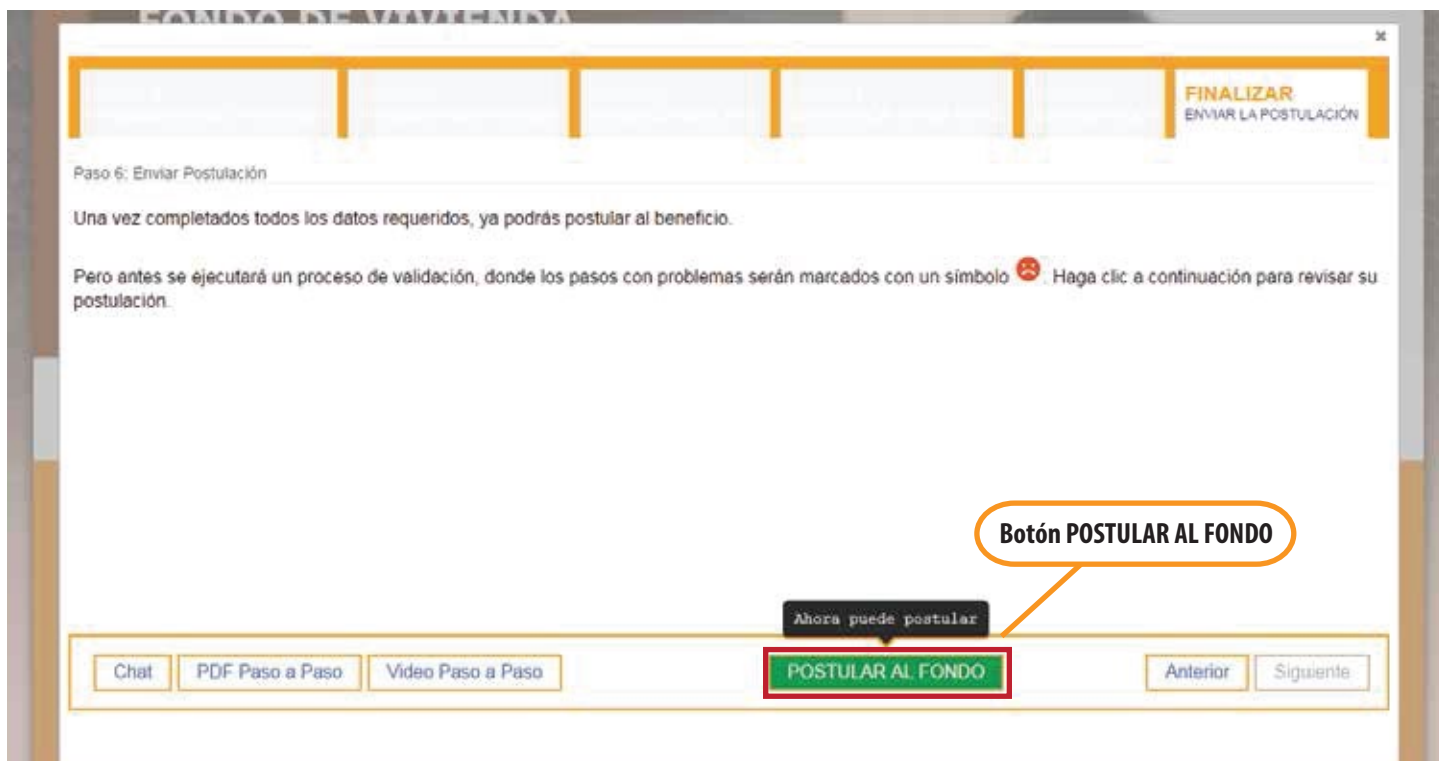 FONDO DE VIVIENDA
FINALIZAR
ENVIAR LA POSTULACIÓN
Paso 6: Enviar Postulación
Una vez completados todos los datos requeridos, ya podrás postular al beneficio.
Pero antes se ejecutará un proceso de validación, donde los pasos con problemas serán marcados con un símbolo . Haga clic a continuación para revisar su
postulación.
Botón POSTULAR AL FONDO
Ahora puede postular
Chat PDF Paso a Paso Video Paso a Paso POSTULAR AL FONDO Anterior Siguiente